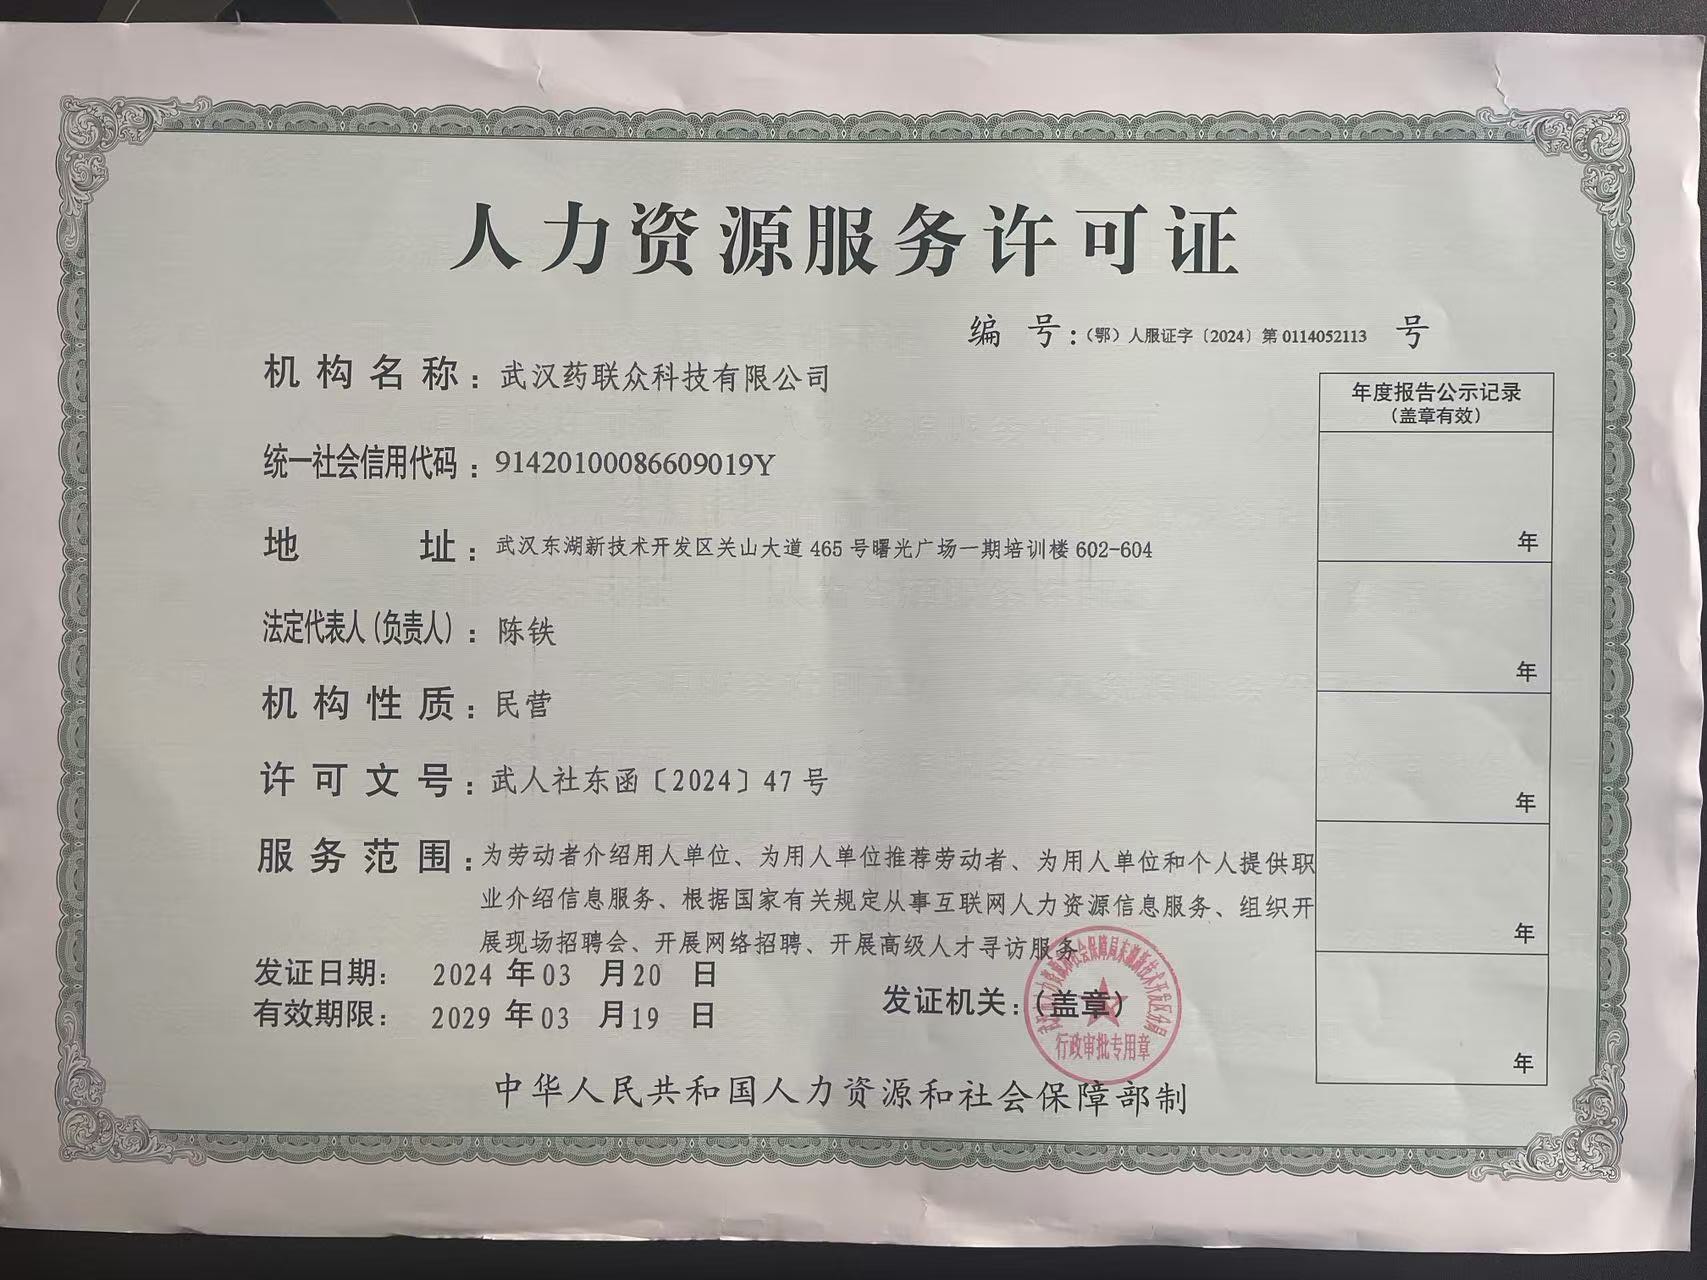 人力资源服务许可证
编 号：（鄂）人服证字〔2024〕第0114052113 号
机构名称：武汉药联众科技有限公司
统一社会信用代码：91420100086609019Y
地 址：武汉东湖新技术开发区关山大道465号曙光广场一期培训楼602-604
法定代表人（负责人）：陈铁
机构性质：民营
许可文号：武人社东函〔2024〕47号
服务范围：为劳动者介绍用人单位、为用人单位推荐劳动者、为用人单位和个人提供职
业介绍信息服务、根据国家有关规定从事互联网人力资源信息服务、组织开
展现场招聘会、开展网络招聘、开展高级人才寻访服务
发证日期： 2024 年 03 月 20 日
有效期限： 2029 年 03 月 19 日
发证机关：（盖章）
行政审批专用章
中华人民共和国人力资源和社会保障部制
年度报告公示记录
（盖章有效）
年
年
年
年
年